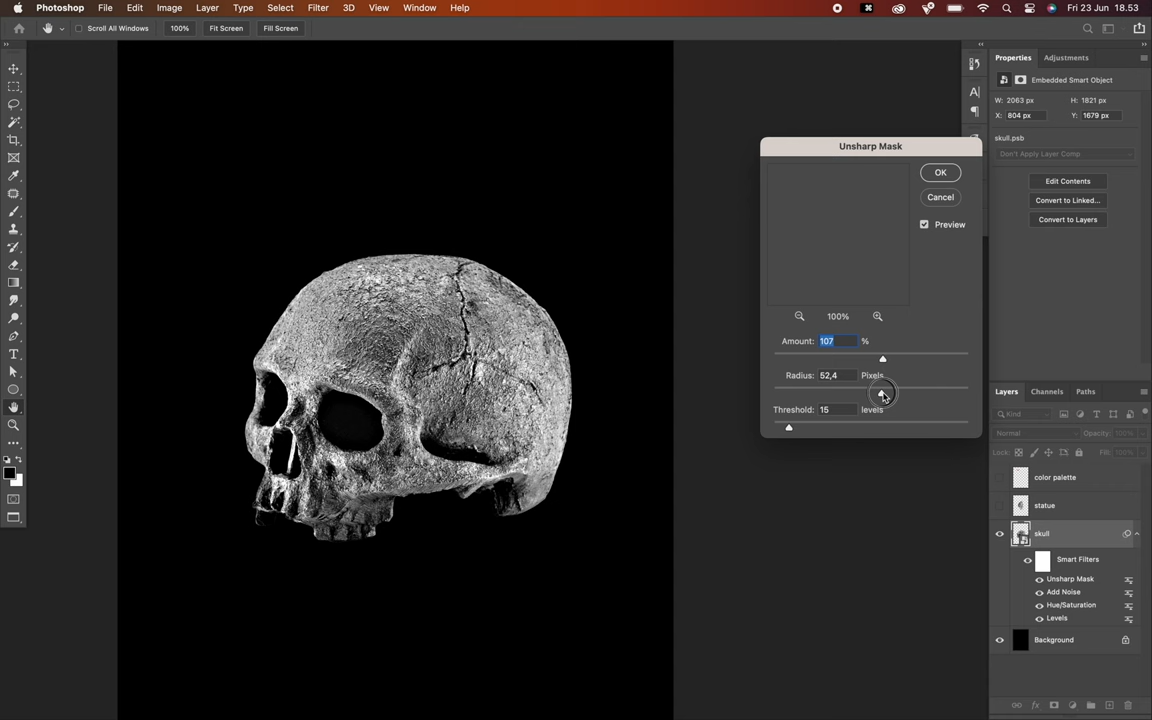 Photoshop File Edit Image Layer Type Select Filter 3D View Window Help Fri 23 Jun 18.53
Scroll All Windows 100% Fit Screen Fill Screen
Properties Adjustments
Embedded Smart Object
W: 2063 px H: 1821 px
X: 804 px Y: 1679 px
skull.psb
Don't Apply Layer Comp
Edit Contents
Convert to Linked...
Convert to Layers
Unsharp Mask
OK
Cancel
Preview
100%
Amount: 107 %
Radius: 52,4 Pixels
Threshold: 15 levels
Layers Channels Paths
Kind
Normal Opacity: 100%
Lock: Fill: 100%
color palette
statue
skull
Smart Filters
Unsharp Mask
Add Noise
Hue/Saturation
Levels
Background